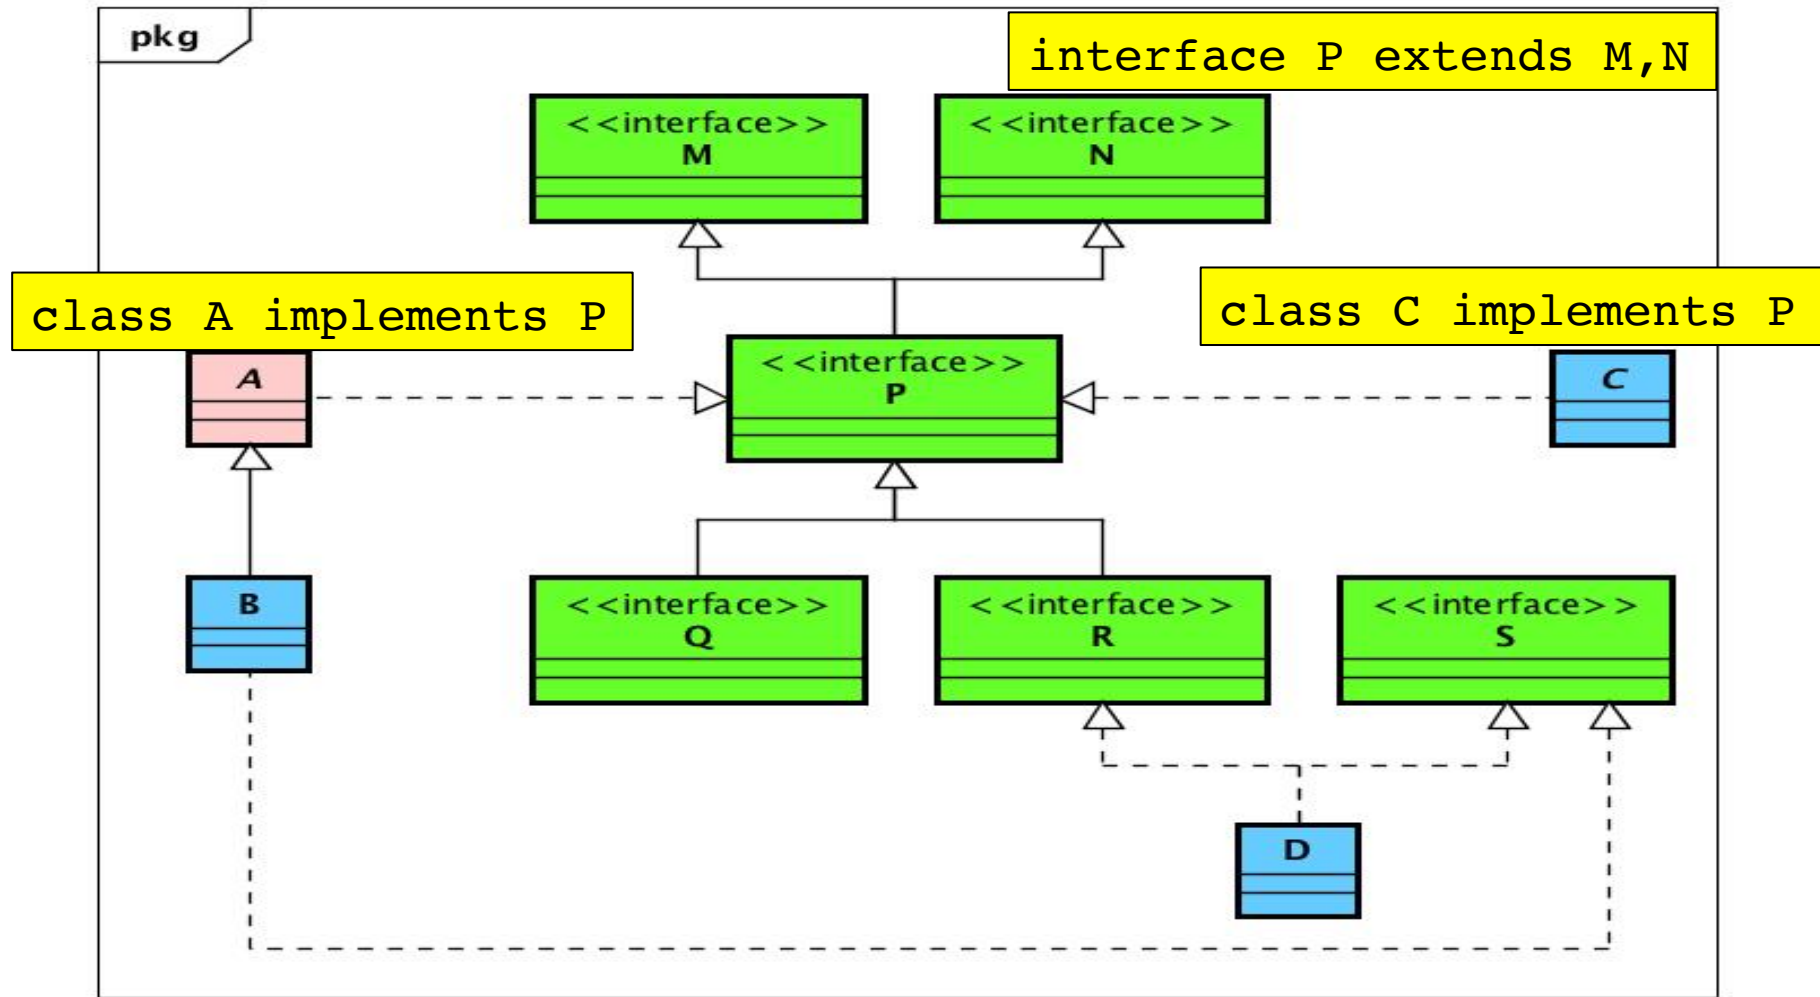 pkg
interface P extends M,N
<<interface>>
M
<<interface>>
N
class A implements P
class C implements P
A
<<interface>>
P
C
B
<<interface>>
Q
<<interface>>
R
<<interface>>
S
D